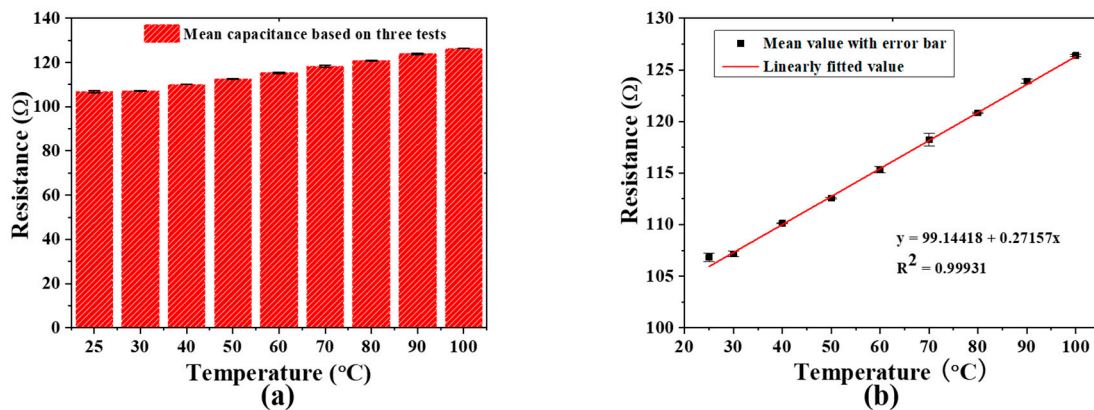 140
120
100
80
60
40
20
0
Resistance (Ω)
Mean capacitance based on three tests
25 30 40 50 60 70 80 90 100
Temperature (°C)
(a)
130
125
120
115
110
105
100
Resistance (Ω)
Mean value with error bar
Linearly fitted value
y = 99.14418 + 0.27157x
R² = 0.99931
20 30 40 50 60 70 80 90 100
Temperature (°C)
(b)